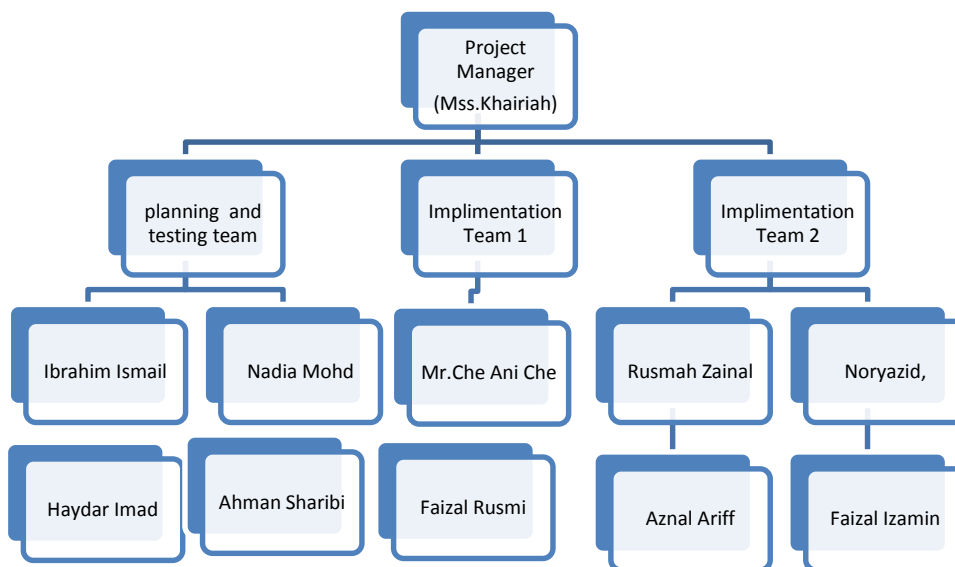 Project
Manager
(Mss.Khairiah)
planning and
testing team
Implimentation
Team 1
Implimentation
Team 2
Ibrahim Ismail
Nadia Mohd
Mr.Che Ani Che
Rusmah Zainal
Noryazid,
Haydar Imad
Ahman Sharibi
Faizal Rusmi
Aznal Ariff
Faizal Izamin